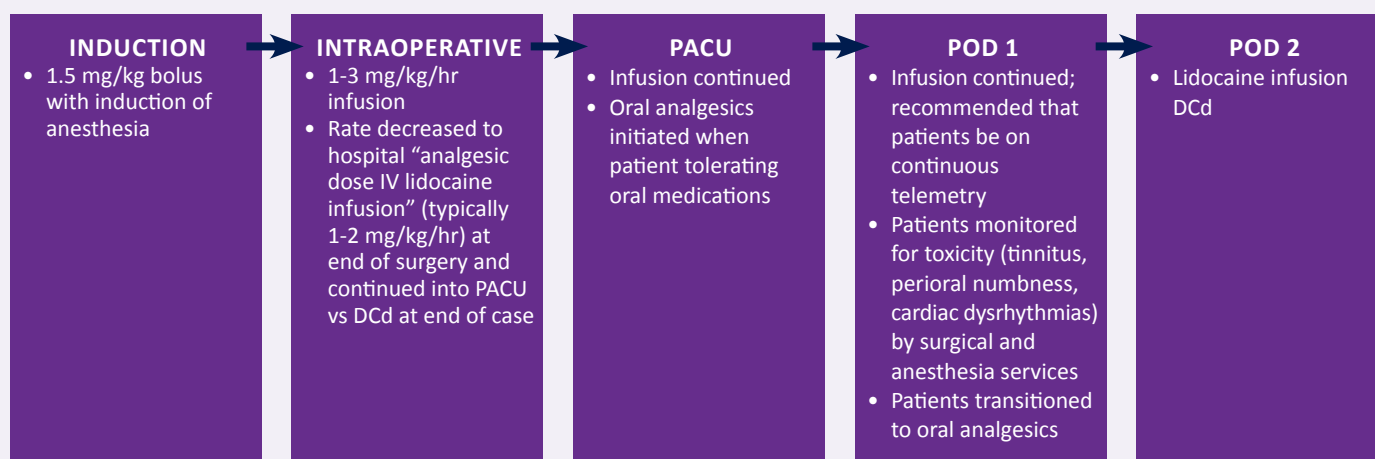 INDUCTION
• 1.5 mg/kg bolus
with induction of
anesthesia
INTRAOPERATIVE
• 1-3 mg/kg/hr
infusion
• Rate decreased to
hospital “analgesic
dose IV lidocaine
infusion” (typically
1-2 mg/kg/hr) at
end of surgery and
continued into PACU
vs DCd at end of case
PACU
• Infusion continued
• Oral analgesics
initiated when
patient tolerating
oral medications
POD 1
• Infusion continued;
recommended that
patients be on
continuous
telemetry
• Patients monitored
for toxicity (tinnitus,
perioral numbness,
cardiac dysrhythmias)
by surgical and
anesthesia services
• Patients transitioned
to oral analgesics
POD 2
• Lidocaine infusion
DCd